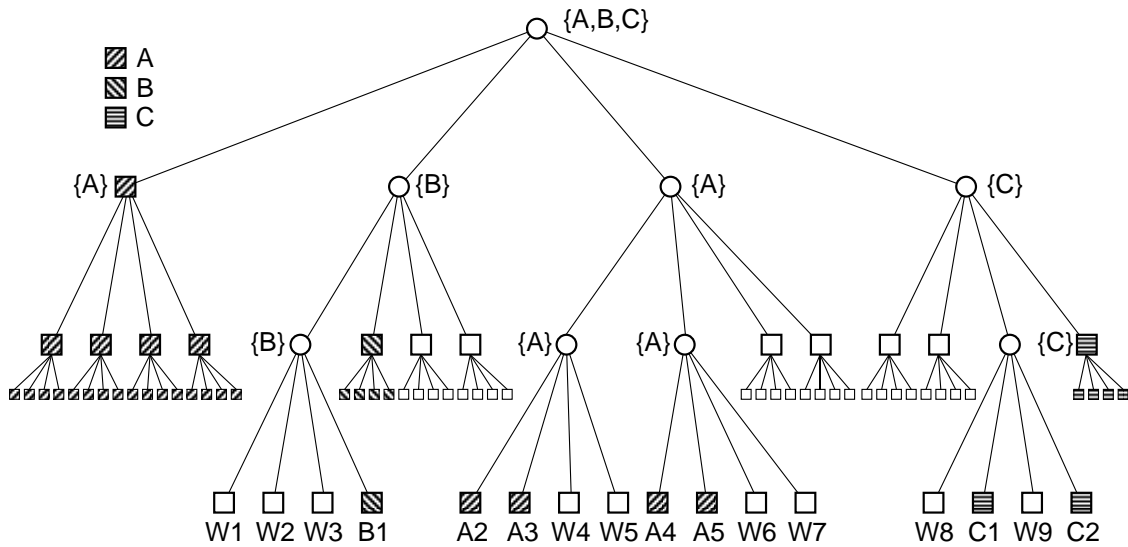 {A,B,C}
A
B
C
{A} {B} {A} {C}
{B} {A} {A} {C}
W1 W2 W3 B1 A2 A3 W4 W5 A4 A5 W6 W7 W8 C1 W9 C2